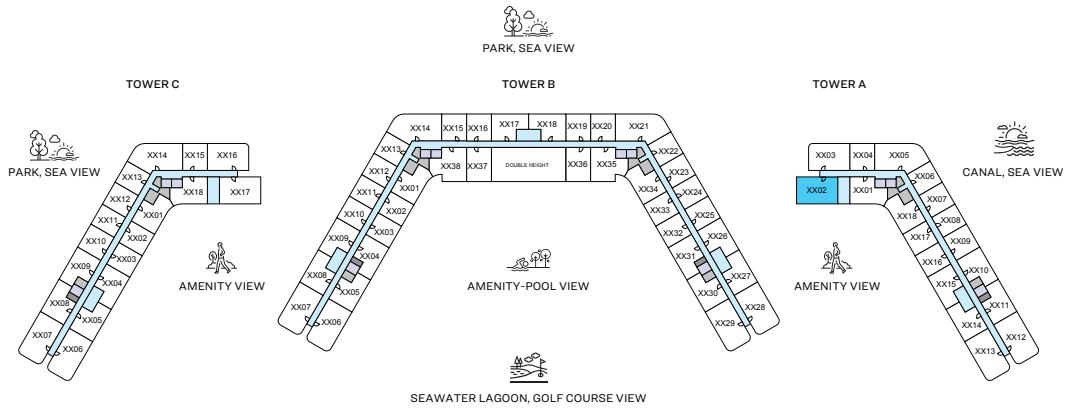 PARK, SEA VIEW
TOWER C
TOWER B
TOWER A
PARK, SEA VIEW
CANAL, SEA VIEW
XX14 XX15 XX16
XX13
XX12
XX11
XX10
XX09
XX08
XX07
XX06
XX05
XX04
XX03
XX02
XX01
XX18
XX17
XX14 XX15 XX16 XX17 XX18 XX19 XX20 XX21
XX13
XX12
XX11
XX10
XX09
XX08
XX07
XX06
XX05
XX04
XX03
XX02
XX01
XX38 XX37 DOUBLE HEIGHT XX36 XX35
XX22
XX23
XX24
XX25
XX26
XX27
XX28
XX29
XX30
XX31
XX32
XX33
XX34
XX03 XX04 XX05
XX02 XX01
XX06
XX07
XX08
XX09
XX10
XX11
XX12
XX13
XX14
XX15
XX16
XX17
XX18
AMENITY VIEW
AMENITY-POOL VIEW
AMENITY VIEW
SEAWATER LAGOON, GOLF COURSE VIEW